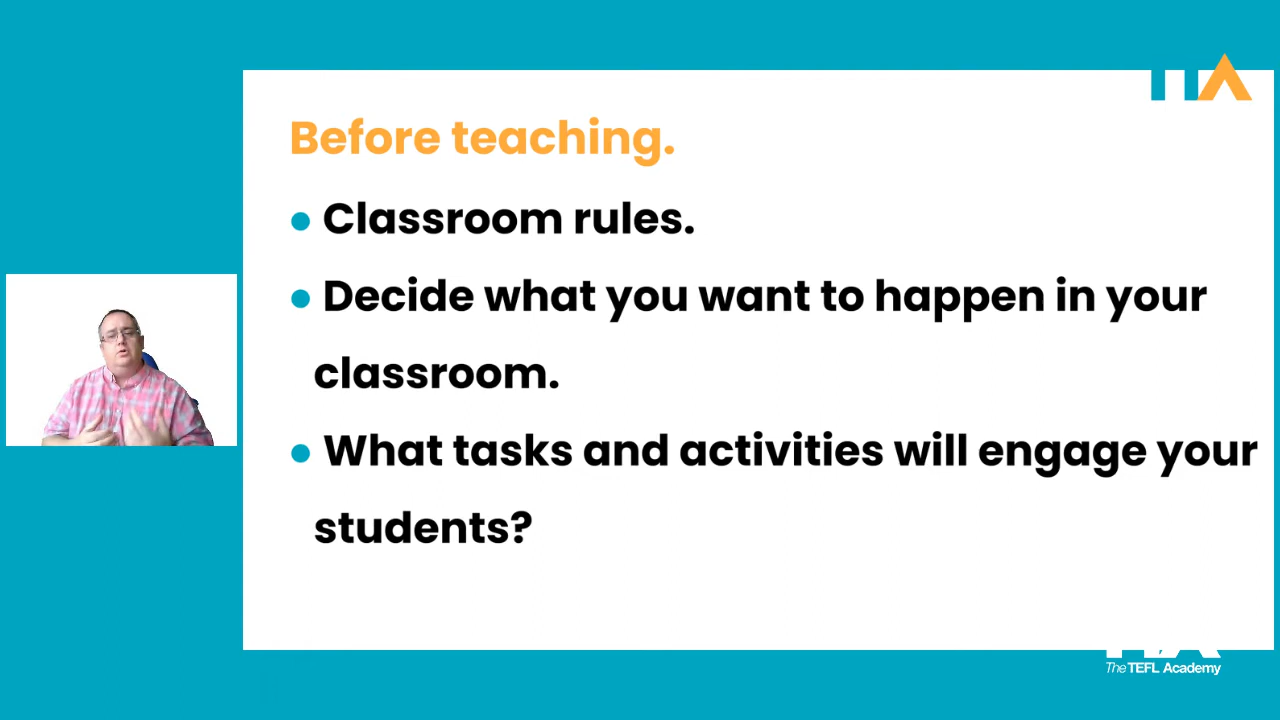 Before teaching.
• Classroom rules.
• Decide what you want to happen in your
classroom.
• What tasks and activities will engage your
students?
The TEFL Academy